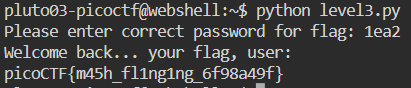 pluto03-picoctf@webshell:~$ python level3.py
Please enter correct password for flag: 1ea2
Welcome back... your flag, user:
picoCTF{m45h_fl1ng1ng_6f98a49f}